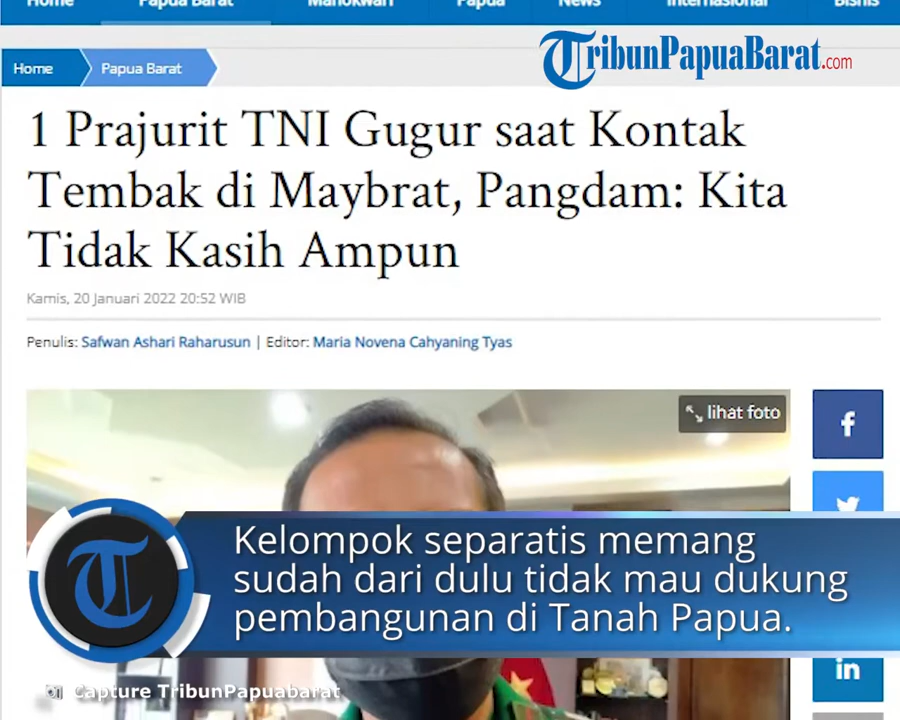 Home Papua Barat Manokwari Papua News Internasional Bisnis
TribunPapuaBarat.com
Home Papua Barat
1 Prajurit TNI Gugur saat Kontak
Tembak di Maybrat, Pangdam: Kita
Tidak Kasih Ampun
Kamis, 20 Januari 2022 20:52 WIB
Penulis: Safwan Ashari Raharusun | Editor: Maria Novena Cahyaning Tyas
lihat foto
f
T
Kelompok separatis memang
sudah dari dulu tidak mau dukung
pembangunan di Tanah Papua.
in
Capture TribunPapuabarat